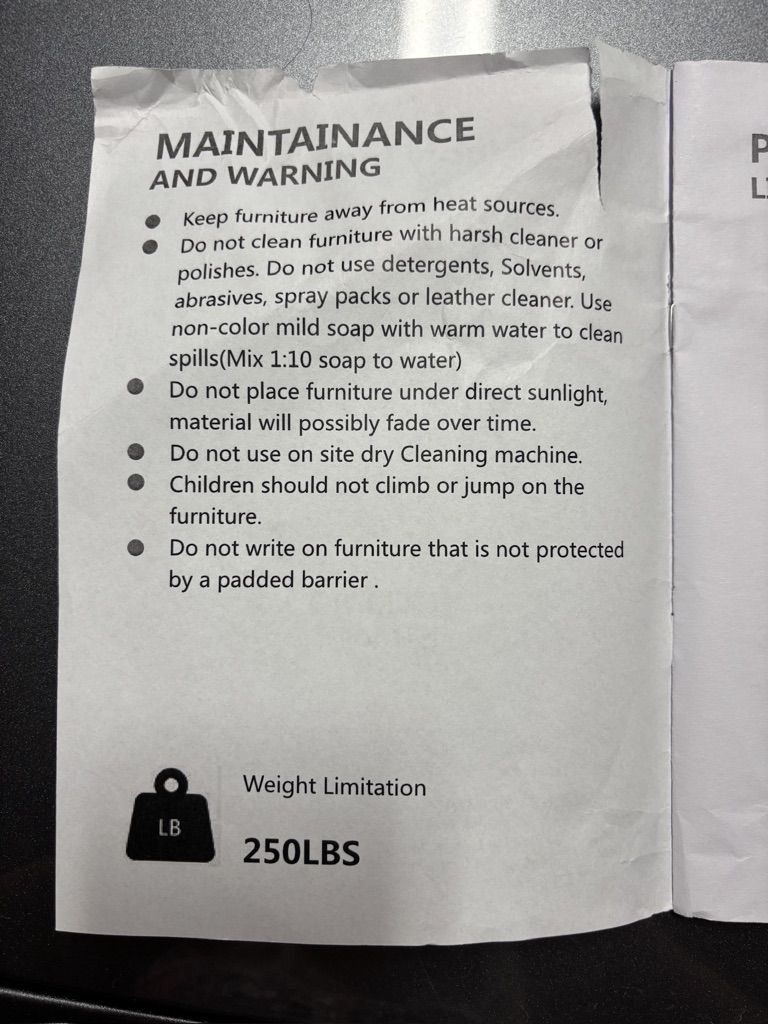 MAINTAINANCE
AND WARNING
● Keep furniture away from heat sources.
● Do not clean furniture with harsh cleaner or
polishes. Do not use detergents, Solvents,
abrasives, spray packs or leather cleaner. Use
non-color mild soap with warm water to clean
spills(Mix 1:10 soap to water)
● Do not place furniture under direct sunlight,
material will possibly fade over time.
● Do not use on site dry Cleaning machine.
● Children should not climb or jump on the
furniture.
● Do not write on furniture that is not protected
by a padded barrier .
Weight Limitation
LB
250LBS